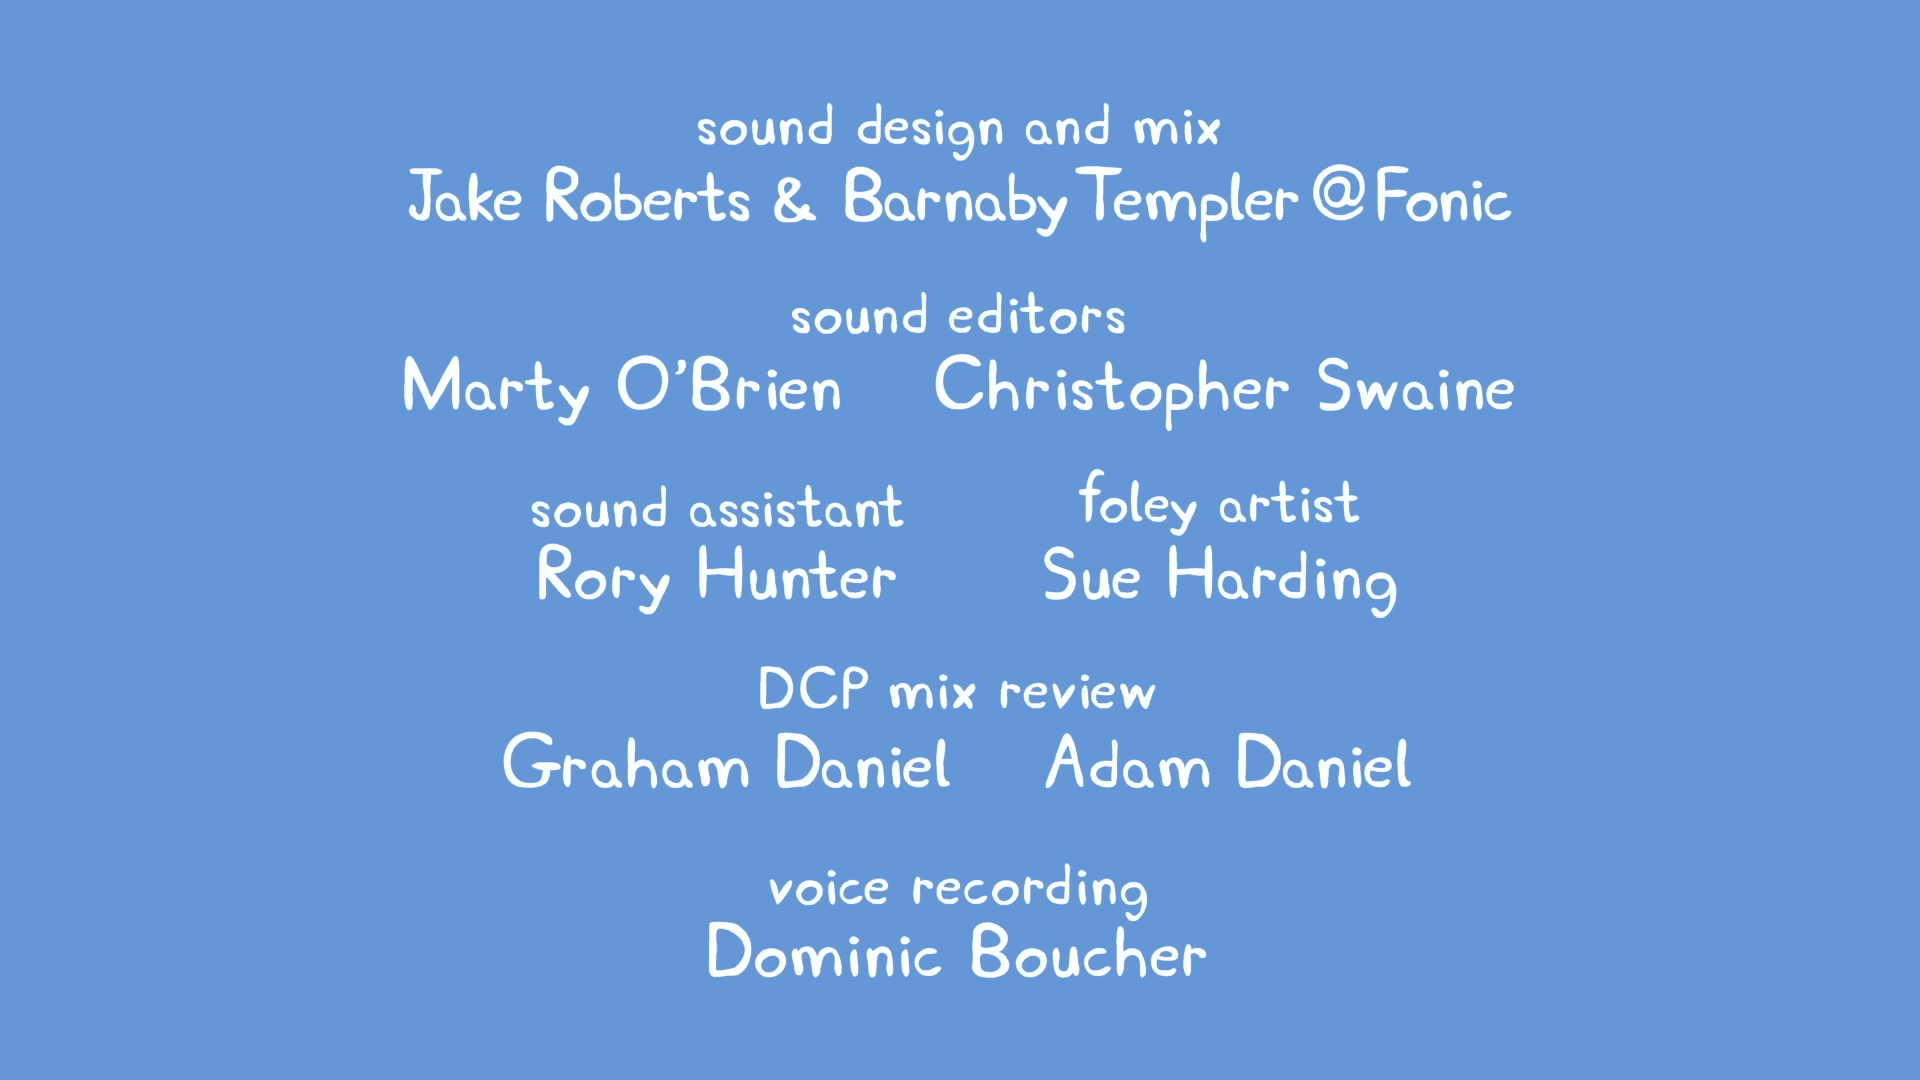 sound design and mix
Jake Roberts & Barnaby Templer @ Fonic
sound editors
Marty O'Brien Christopher Swaine
sound assistant foley artist
Rory Hunter Sue Harding
DCP mix review
Graham Daniel Adam Daniel
voice recording
Dominic Boucher